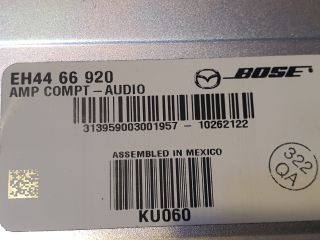 EH44 66 920
BOSE
AMP COMPT-AUDIO
313959003001957 - 10262122
ASSEMBLED IN MEXICO
322
QA
KU060